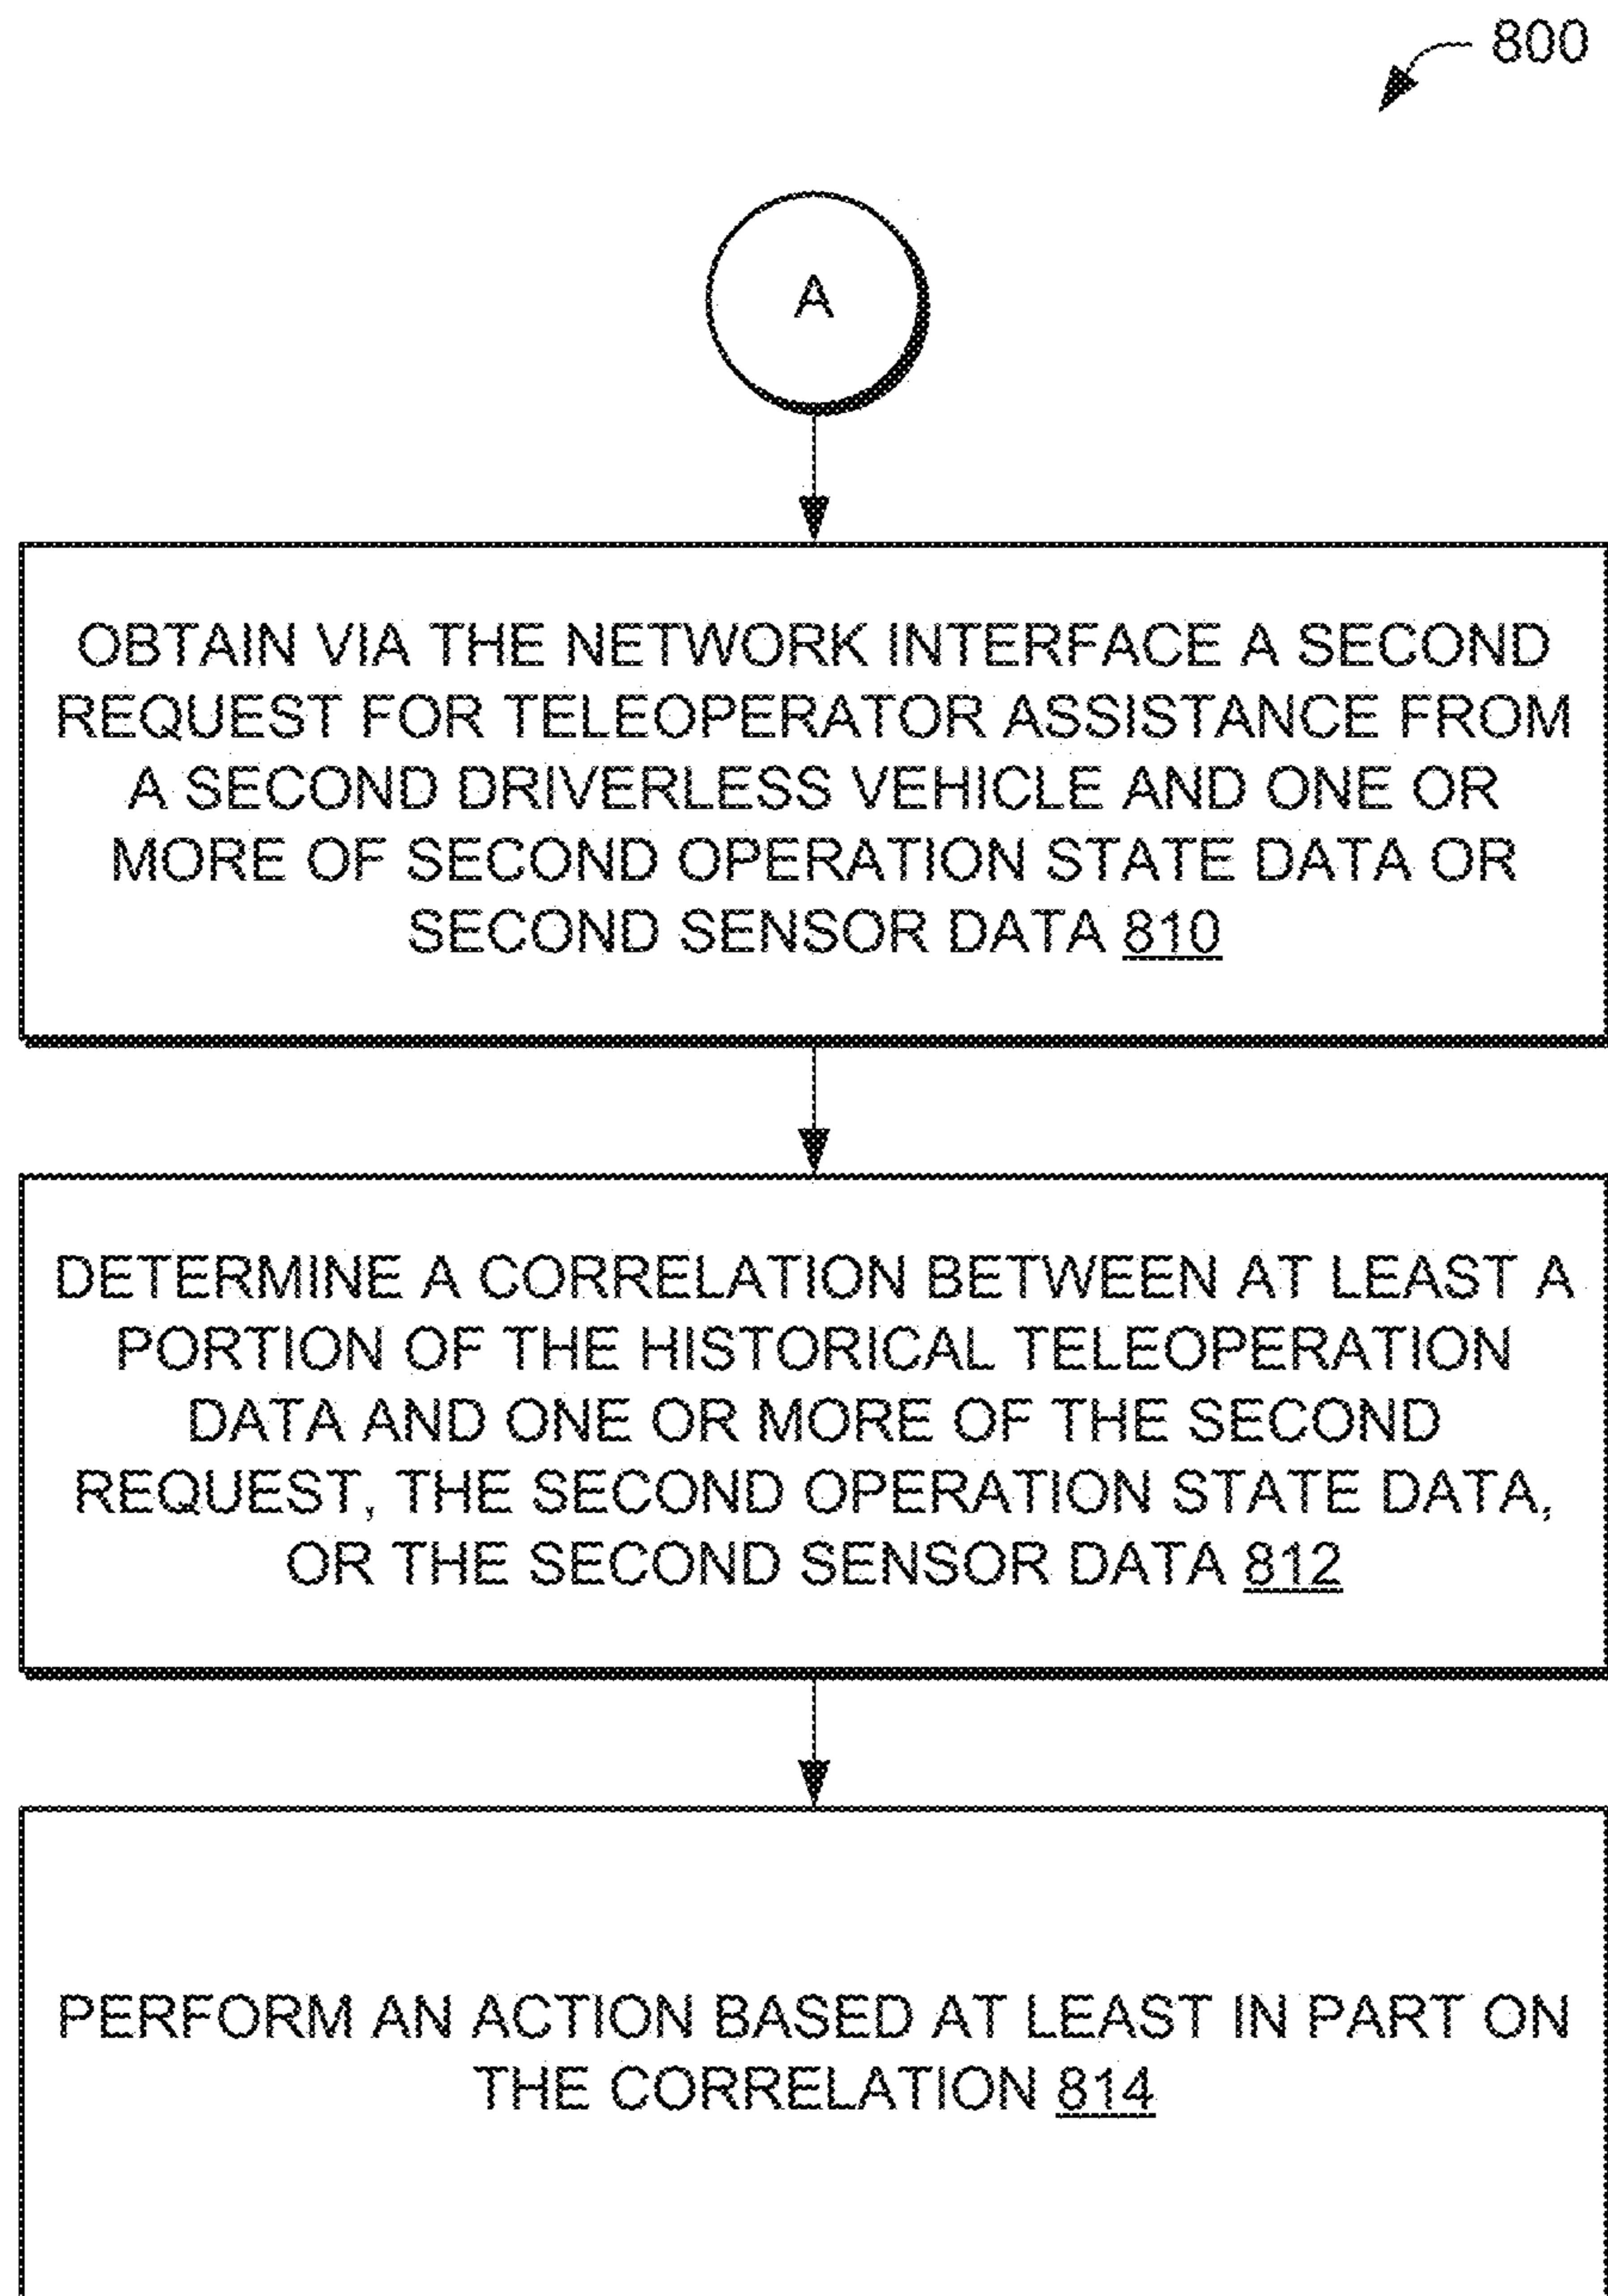 800
A
OBTAIN VIA THE NETWORK INTERFACE A SECOND
REQUEST FOR TELEOPERATOR ASSISTANCE FROM
A SECOND DRIVERLESS VEHICLE AND ONE OR
MORE OF SECOND OPERATION STATE DATA OR
SECOND SENSOR DATA 810
DETERMINE A CORRELATION BETWEEN AT LEAST A
PORTION OF THE HISTORICAL TELEOPERATION
DATA AND ONE OR MORE OF THE SECOND
REQUEST, THE SECOND OPERATION STATE DATA,
OR THE SECOND SENSOR DATA 812
PERFORM AN ACTION BASED AT LEAST IN PART ON
THE CORRELATION 814